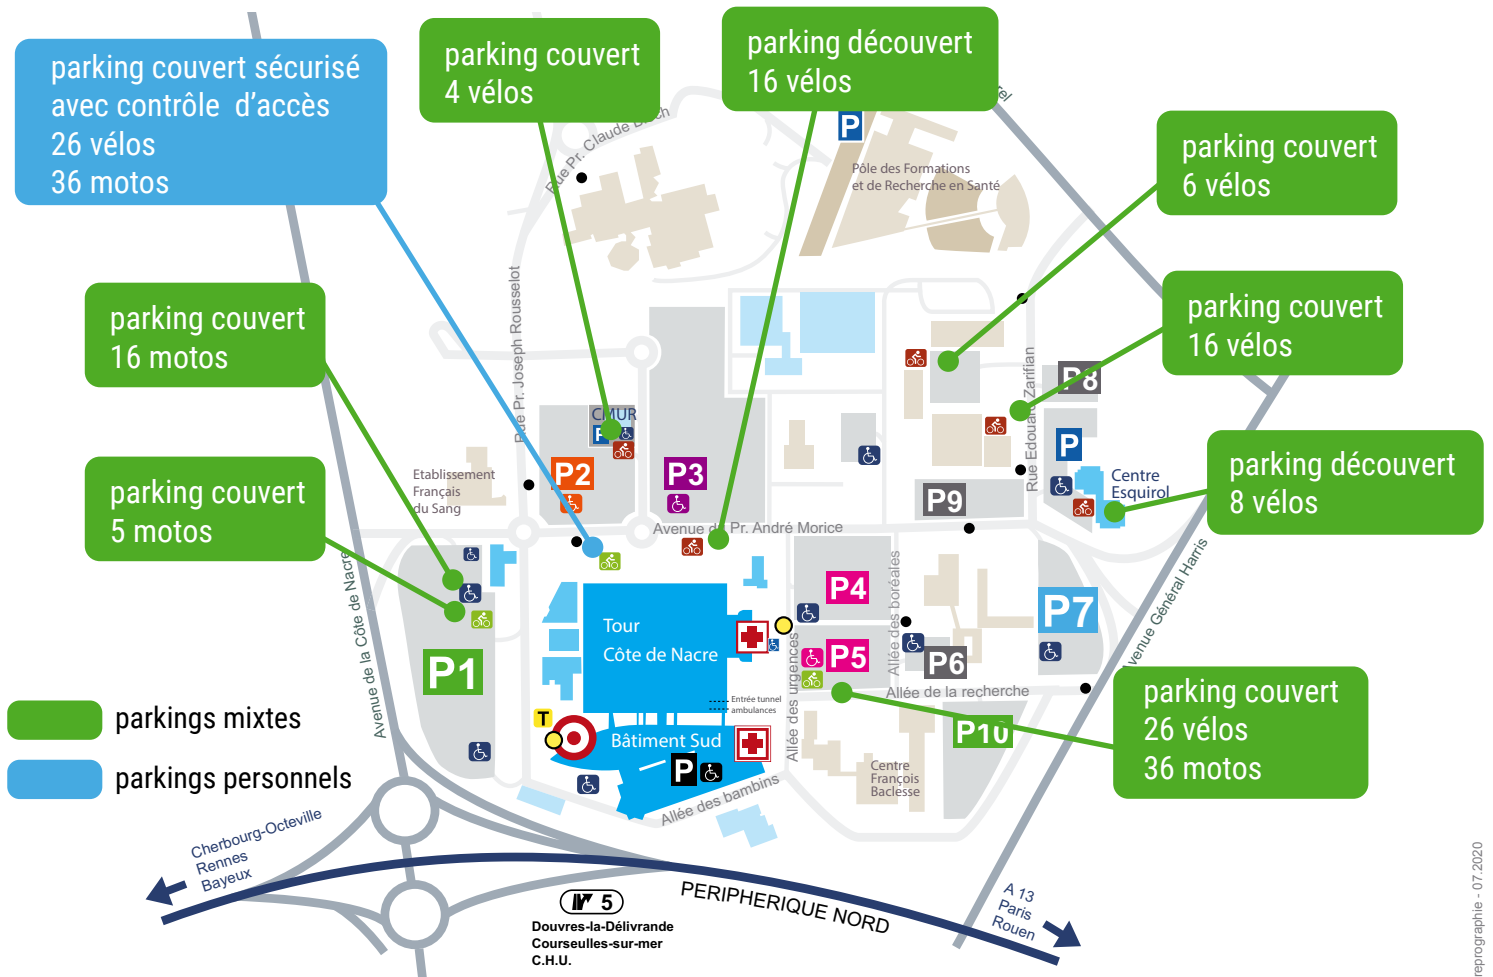 parking couvert sécurisé
avec contrôle d'accès
26 vélos
36 motos
parking couvert
4 vélos
parking découvert
16 vélos
parking couvert
6 vélos
parking couvert
16 vélos
parking couvert
16 motos
parking couvert
5 motos
parking découvert
8 vélos
parking couvert
26 vélos
36 motos
parkings mixtes
parkings personnels
Rue Pr. Claude
P
Pôle des Formations
et de Recherche en Santé
Rue Pr. Joseph Rousselot
Rue Edouard Zarifian
P8
CMUR
P
P2
P3
P
Etablissement
Français
du Sang
Centre
Esquirol
P9
Avenue du Pr. André Morice
Avenue de la Côte de Nacre
Allée des boréales
Avenue Général Harris
P4
P7
Tour
Côte de Nacre
Allée des urgences
P5
P6
P1
Allée de la recherche
Entrée tunnel
ambulances
T
Bâtiment Sud
P
P10
Centre
François
Baclesse
Allée des bambins
Cherbourg-Octeville
Rennes
Bayeux
PERIPHERIQUE NORD
A 13
Paris
Rouen
5
Douvres-la-Délivrande
Courseulles-sur-mer
C.H.U.
reprographie - 07.2020